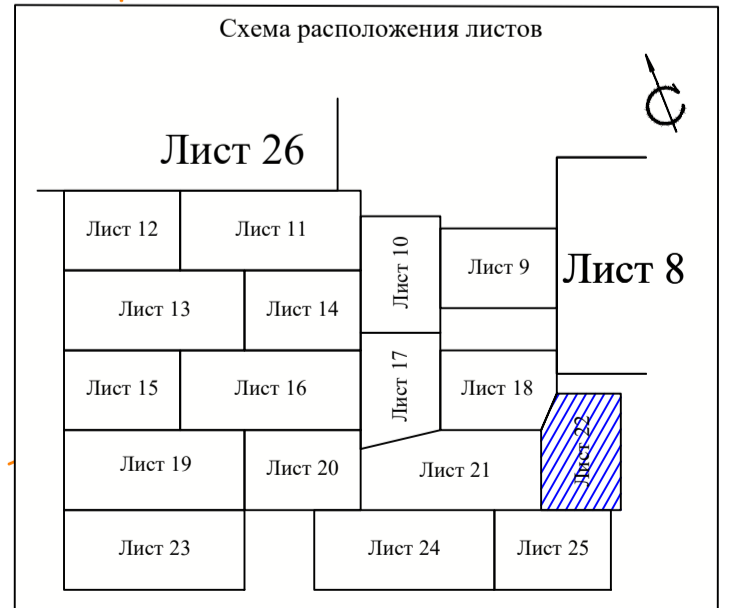 Схема расположения листов
С
Лист 26
Лист 12
Лист 11
Лист 10
Лист 9
Лист 8
Лист 13
Лист 14
Лист 15
Лист 16
Лист 17
Лист 18
Лист 19
Лист 20
Лист 21
Лист 22
Лист 23
Лист 24
Лист 25